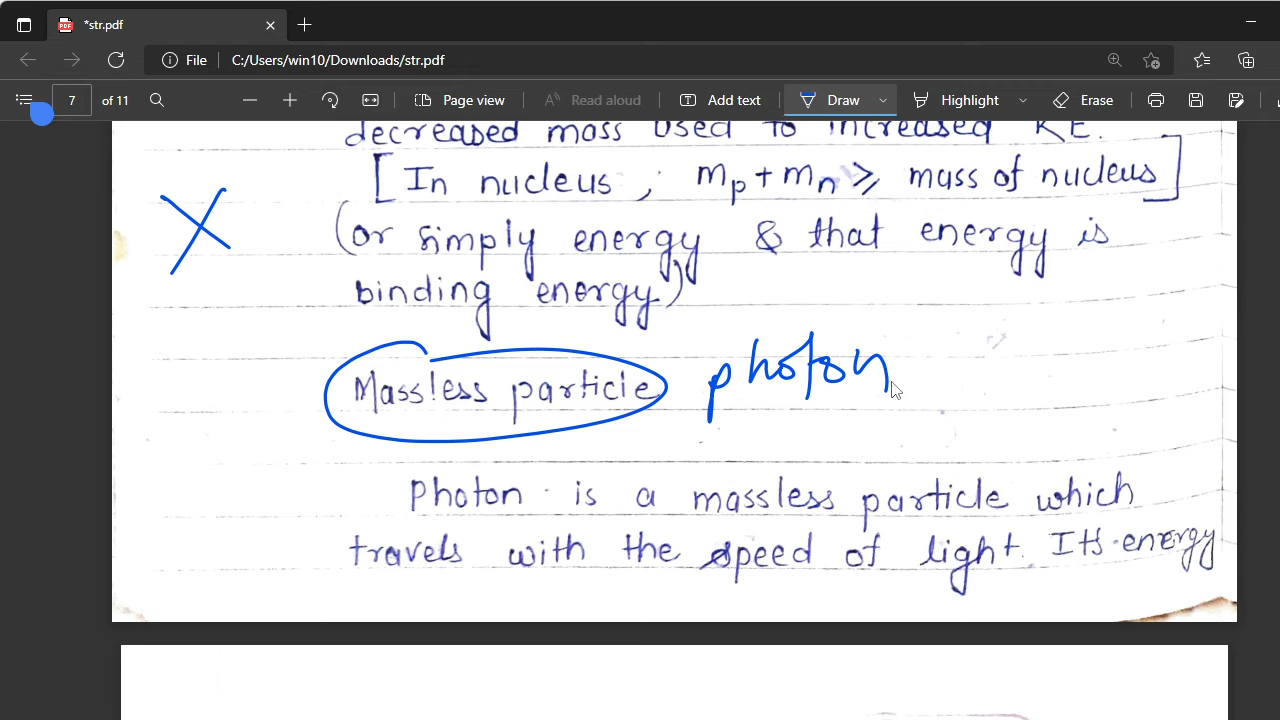 *str.pdf
File C:/Users/win10/Downloads/str.pdf
7 of 11 Page view Read aloud Add text Draw Highlight Erase
decreased mass used to increased KE.
[In nucleus, mp+mn ⩾ mass of nucleus]
(or simply energy & that energy is
binding energy)
Massless particle photon
Photon is a massless particle which
travels with the speed of light. Its energy